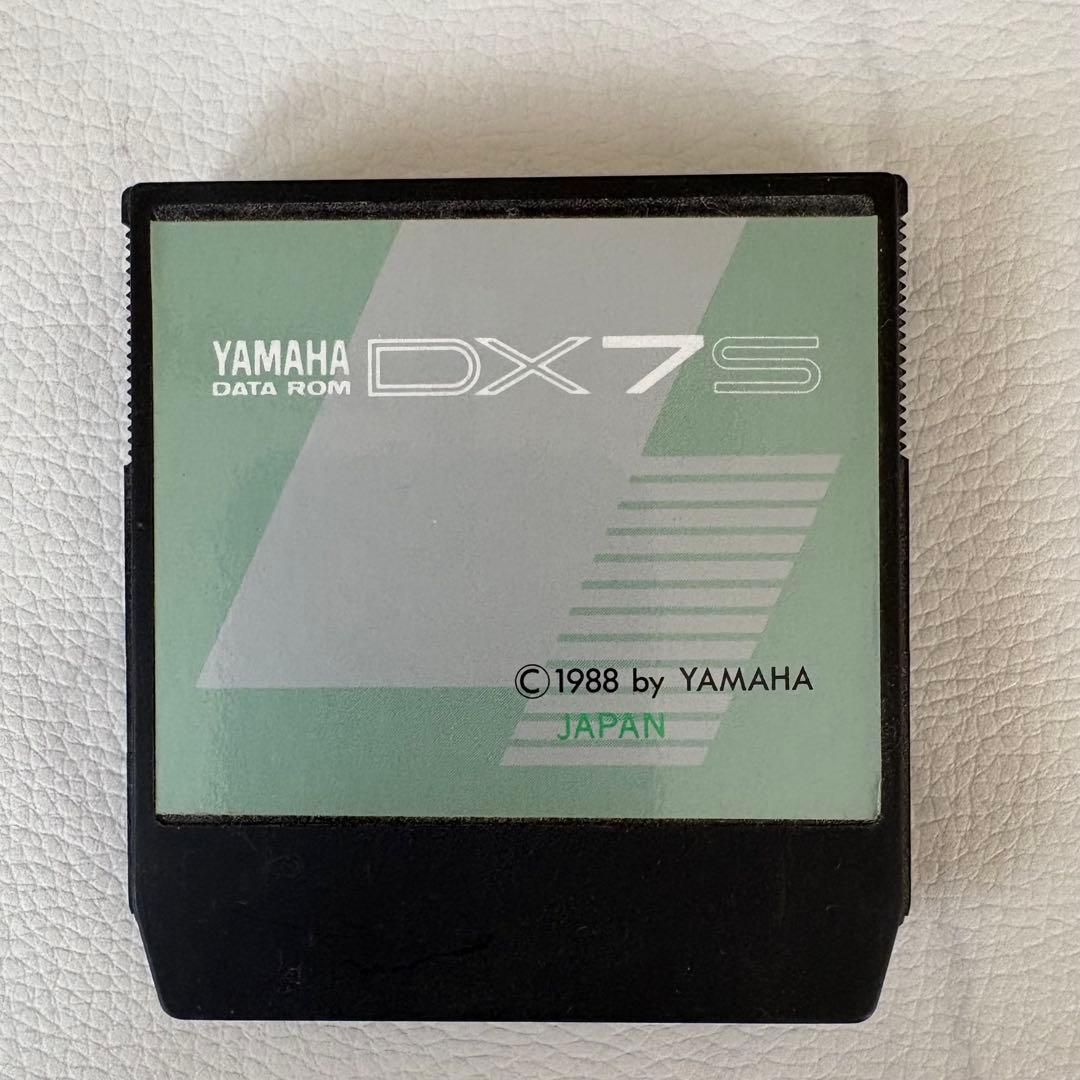 YAMAHA DX7S
DATA ROM
©1988 by YAMAHA
JAPAN